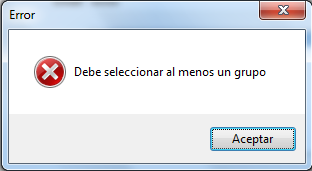 Error
Debe seleccionar al menos un grupo
Aceptar